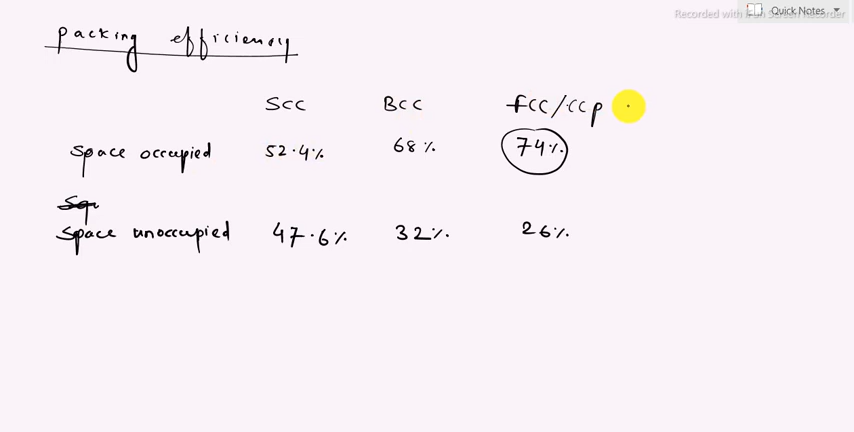 Quick Notes
Packing efficiency
SCC BCC FCC/CCP
Space occupied 52.4% 68% 74%
Space unoccupied 47.6% 32% 26%